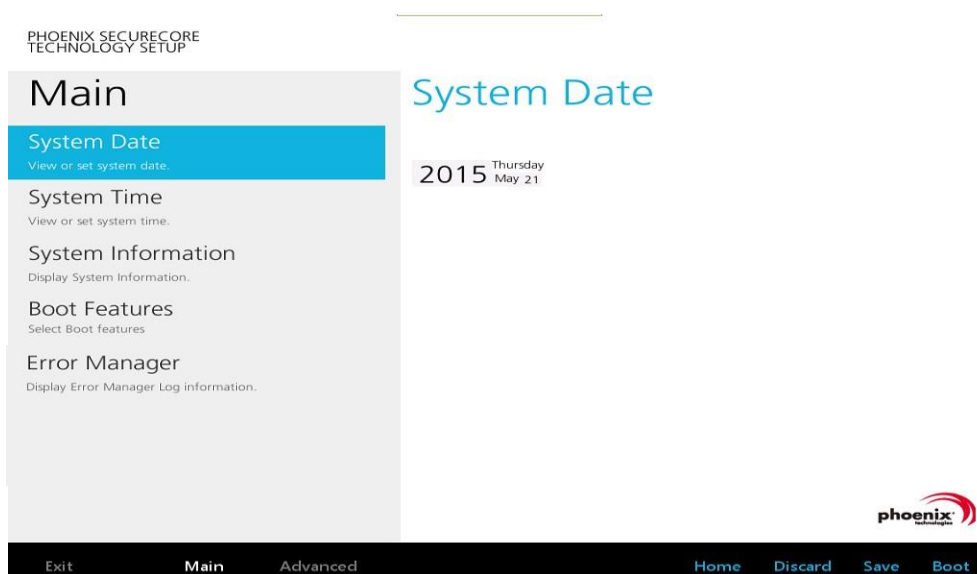 PHOENIX SECURECORE
TECHNOLOGY SETUP
Main
System Date
View or set system date.
System Time
View or set system time.
System Information
Display System Information.
Boot Features
Select Boot features
Error Manager
Display Error Manager Log information.
System Date
2015 Thursday
May 21
phoenix
technologies
Exit Main Advanced Home Discard Save Boot